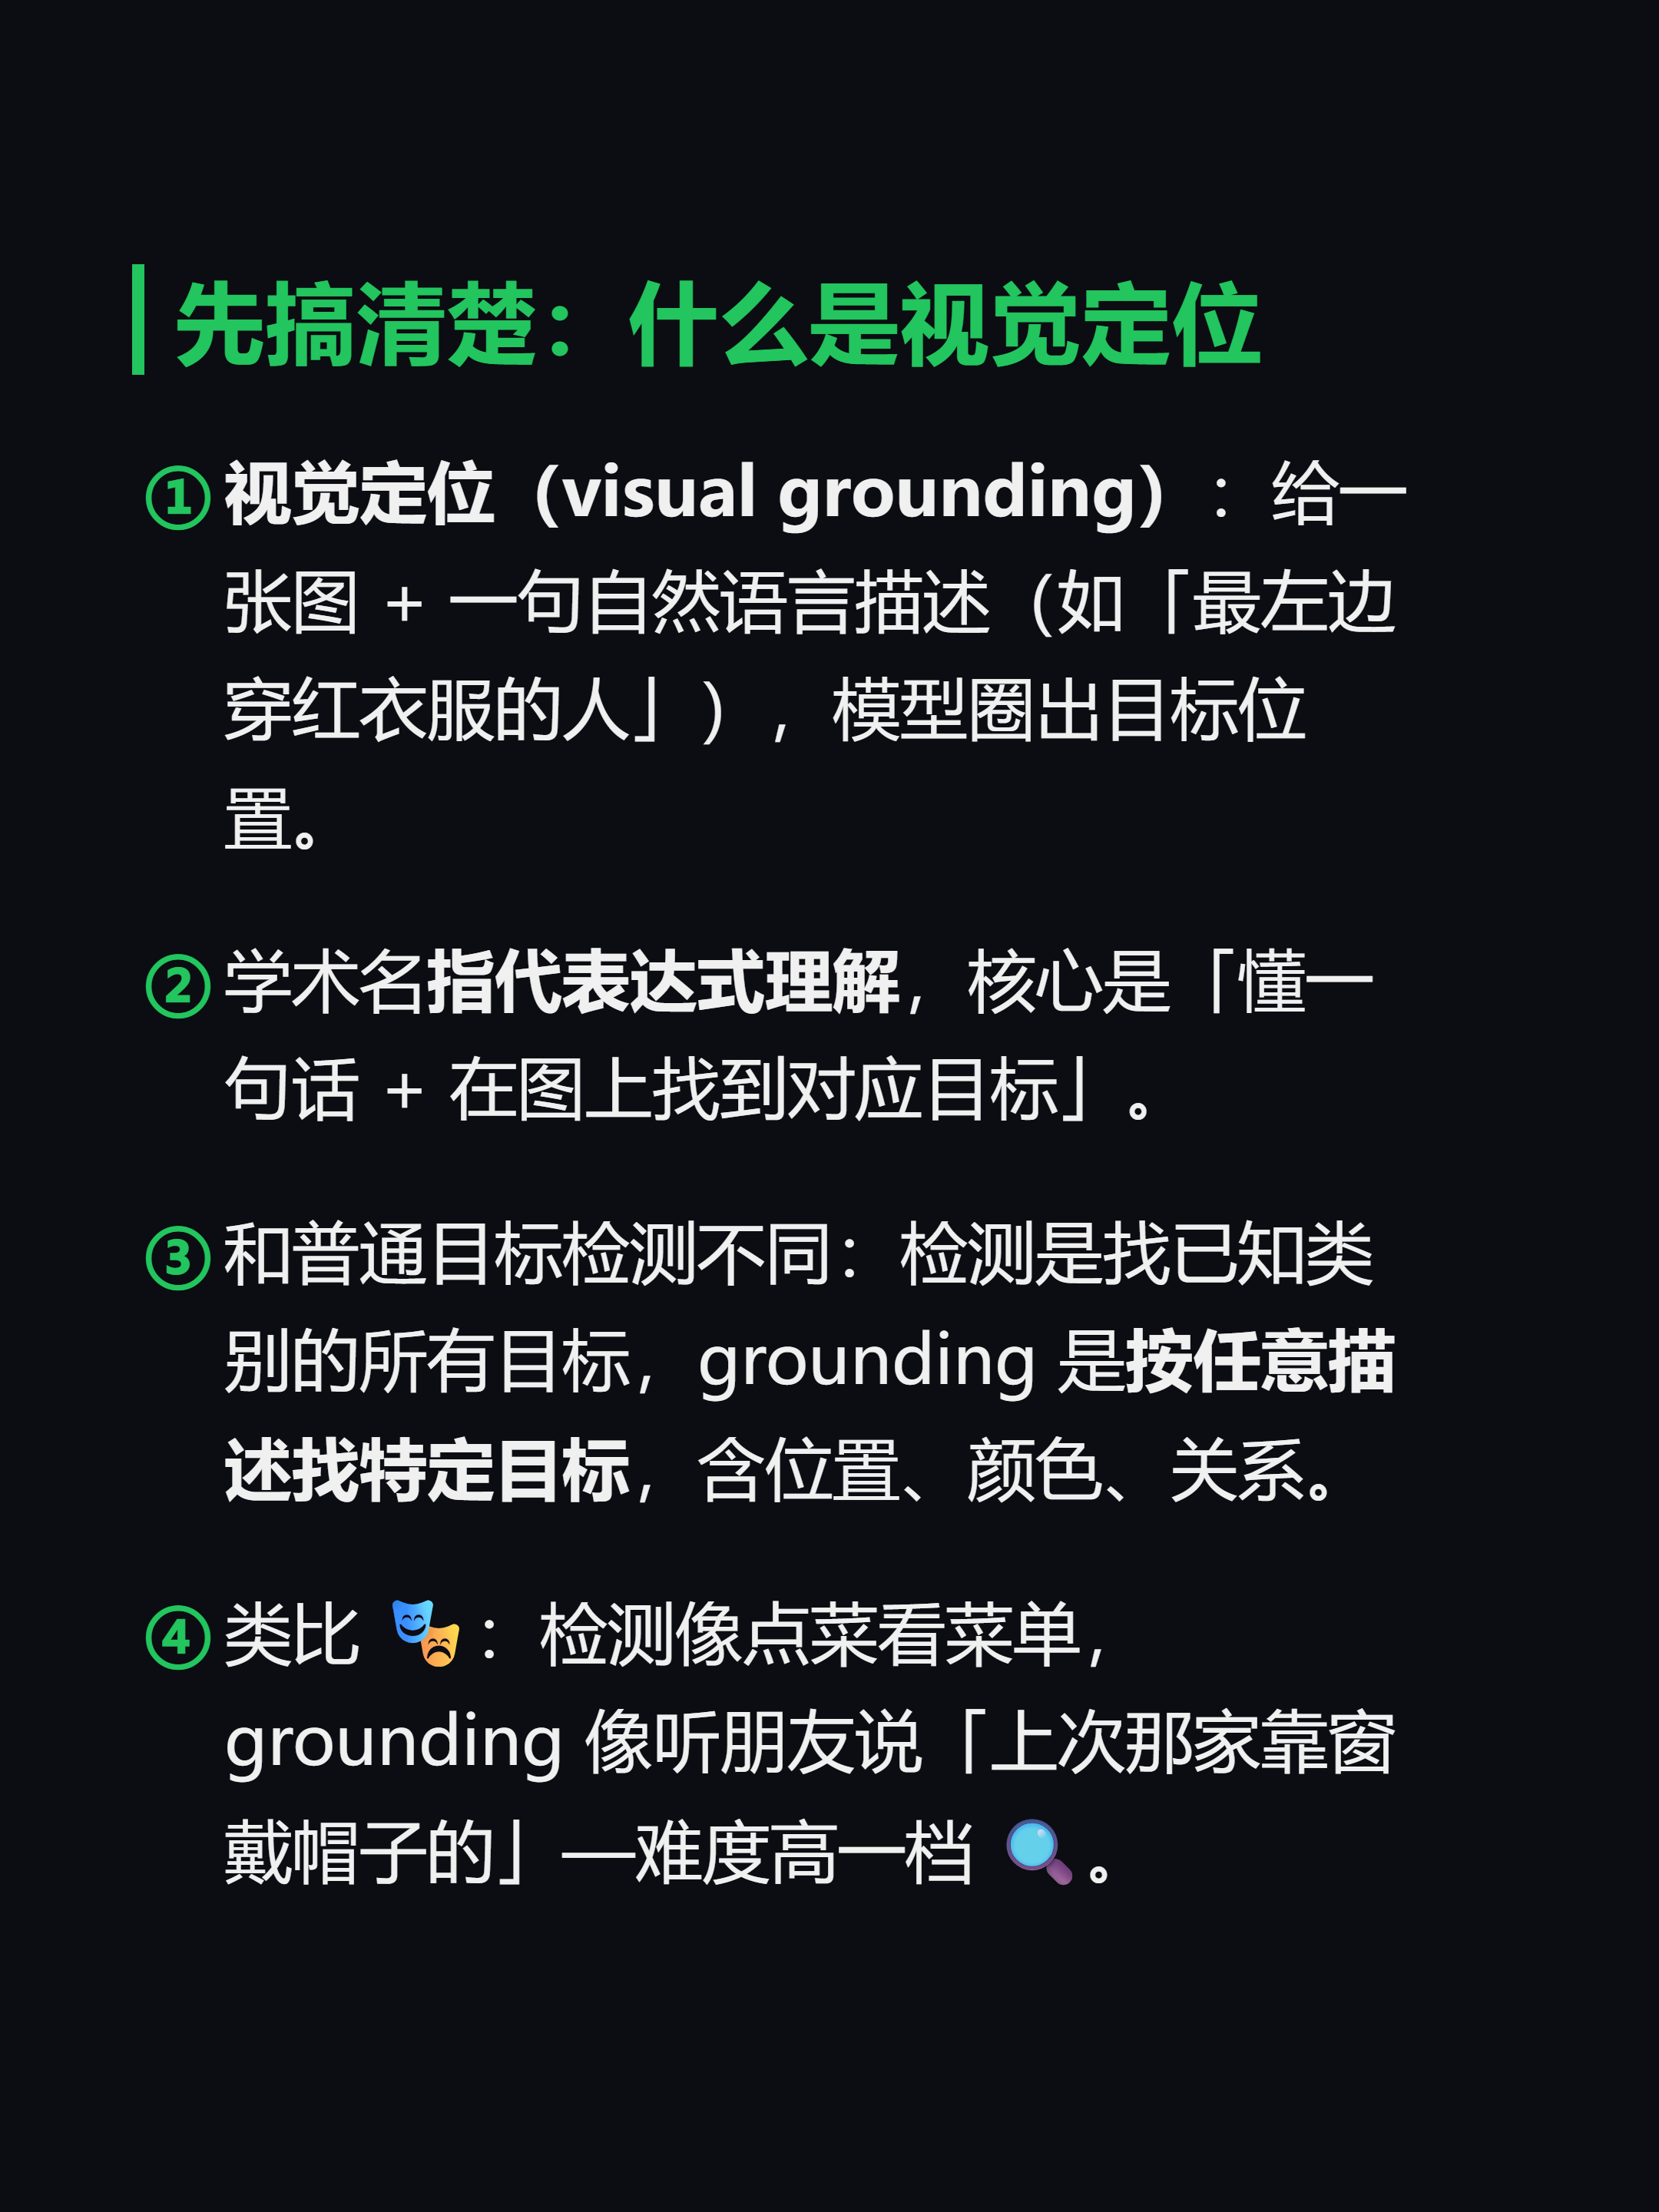 先搞清楚：什么是视觉定位
① 视觉定位（visual grounding）：给一
张图 + 一句自然语言描述（如「最左边
穿红衣服的人」），模型圈出目标位
置。
② 学术名指代表达式理解，核心是「懂一
句话 + 在图上找到对应目标」。
③ 和普通目标检测不同：检测是找已知类
别的所有目标，grounding 是按任意描
述找特定目标，含位置、颜色、关系。
④ 类比 🎭：检测像点菜看菜单，
grounding 像听朋友说「上次那家靠窗
戴帽子的」—难度高一档 🔍。